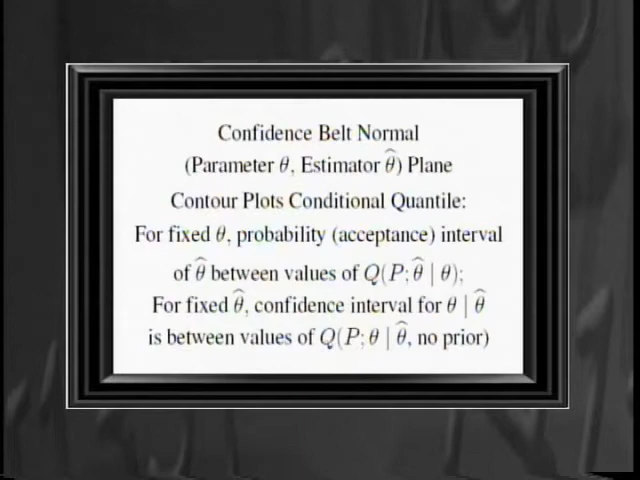 Confidence Belt Normal
(Parameter θ, Estimator θ̂) Plane
Contour Plots Conditional Quantile:
For fixed θ, probability (acceptance) interval
of θ̂ between values of Q(P; θ̂ | θ);
For fixed θ̂, confidence interval for θ | θ̂
is between values of Q(P; θ | θ̂, no prior)